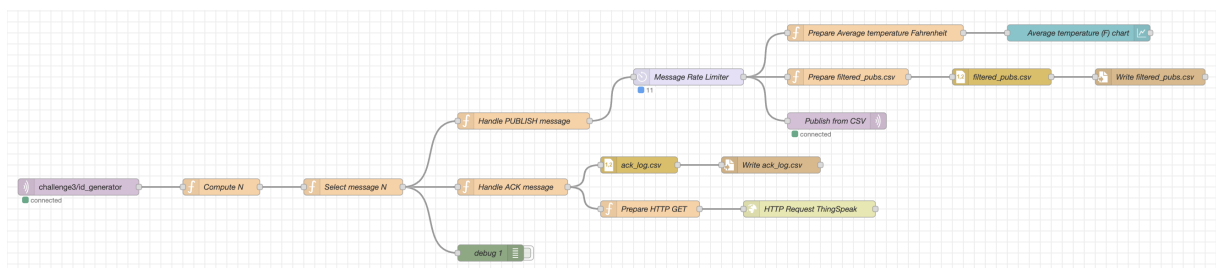 Prepare Average temperature Fahrenheit
Average temperature (F) chart
Message Rate Limiter
11
Prepare filtered_pubs.csv
filtered_pubs.csv
Write filtered_pubs.csv
Handle PUBLISH message
Publish from CSV
connected
ack_log.csv
Write ack_log.csv
challenge3/id_generator
connected
Compute N
Select message N
Handle ACK message
Prepare HTTP GET
HTTP Request ThingSpeak
debug 1